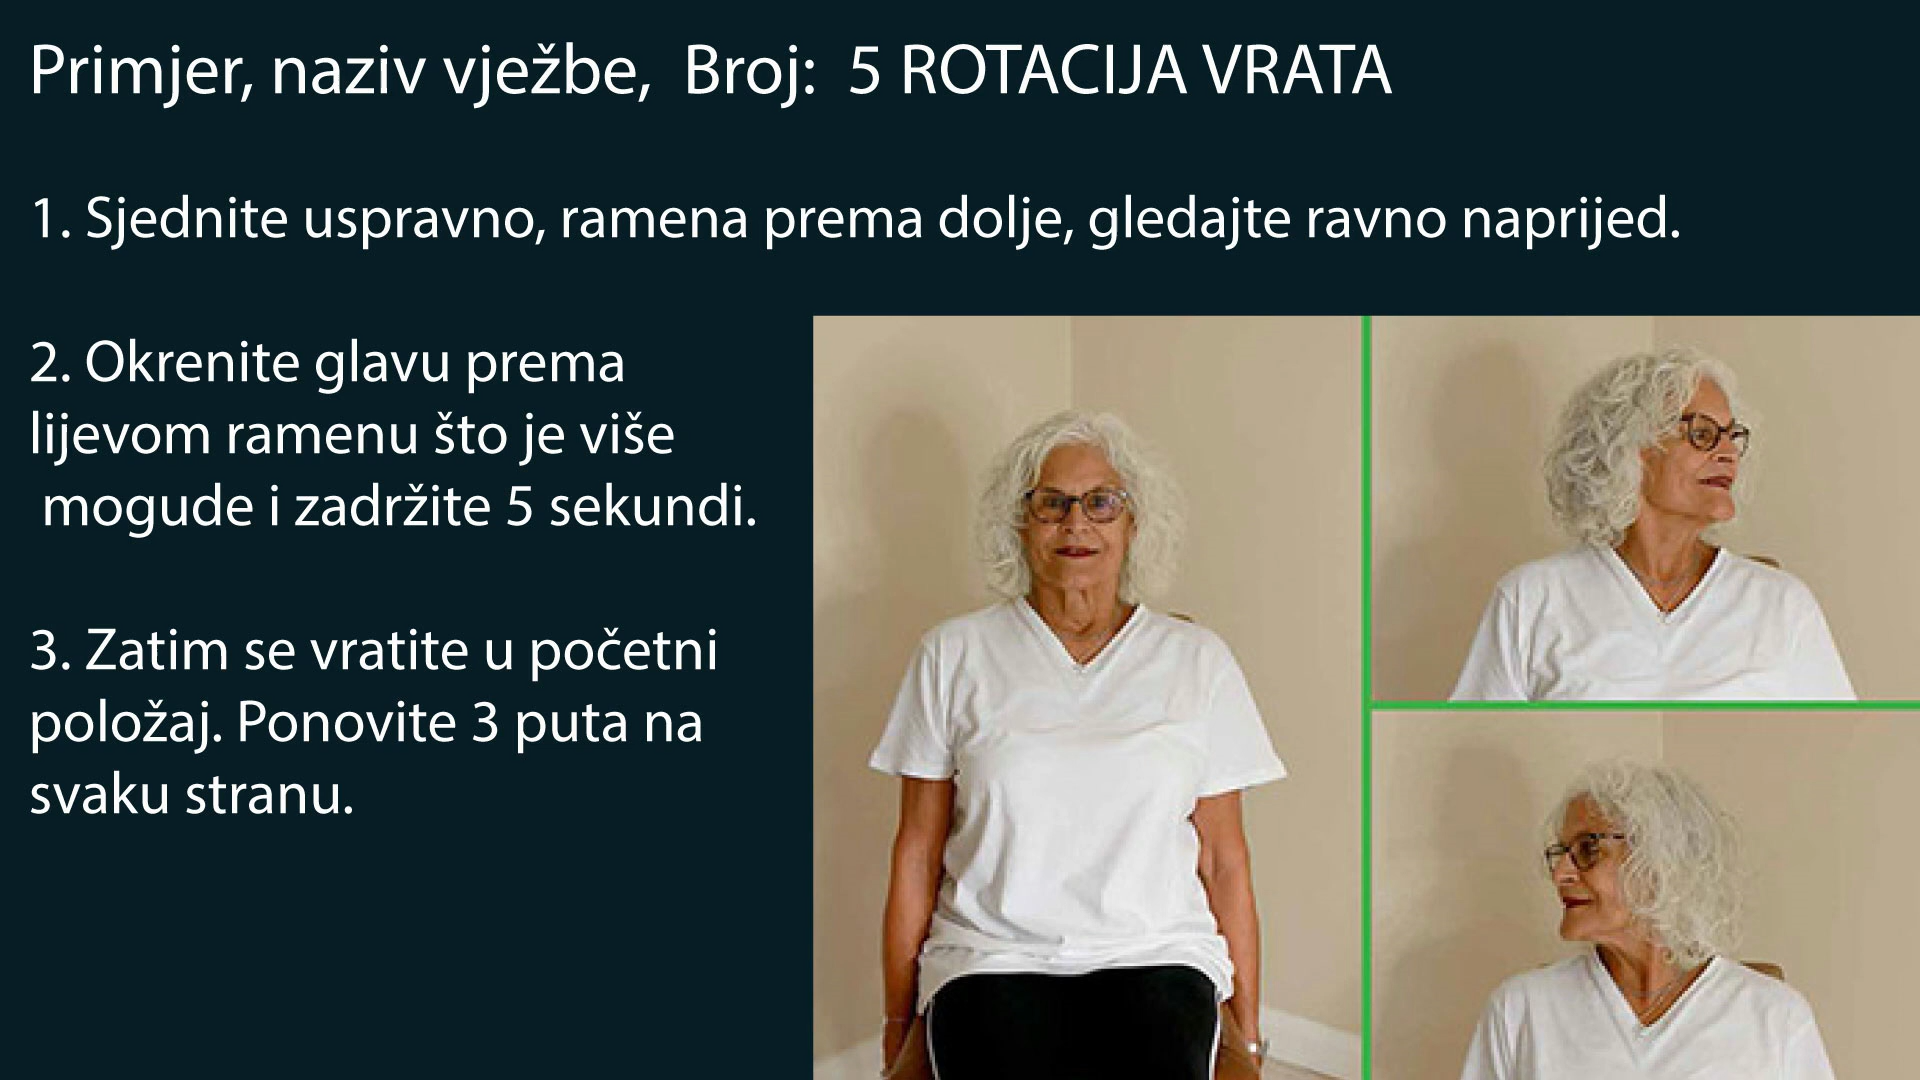 Primjer, naziv vježbe,  Broj:  5 ROTACIJA VRATA
1. Sjednite uspravno, ramena prema dolje, gledajte ravno naprijed.
2. Okrenite glavu prema
lijevom ramenu što je više
mogude i zadržite 5 sekundi.
3. Zatim se vratite u početni
položaj. Ponovite 3 puta na
svaku stranu.